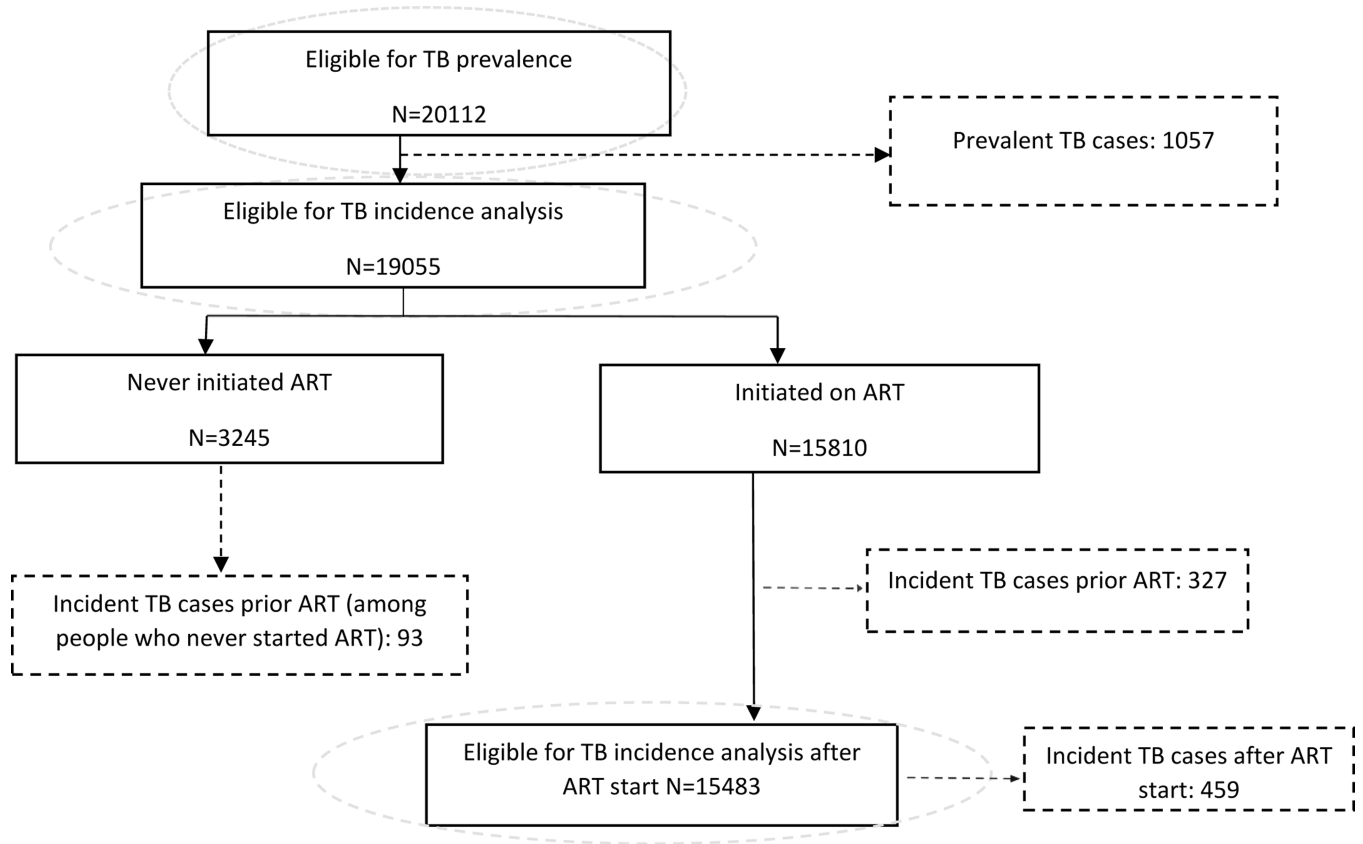 Eligible for TB prevalence
N=20112
Prevalent TB cases: 1057
Eligible for TB incidence analysis
N=19055
Never initiated ART
N=3245
Initiated on ART
N=15810
Incident TB cases prior ART (among
people who never started ART): 93
Incident TB cases prior ART: 327
Eligible for TB incidence analysis after
ART start N=15483
Incident TB cases after ART
start: 459